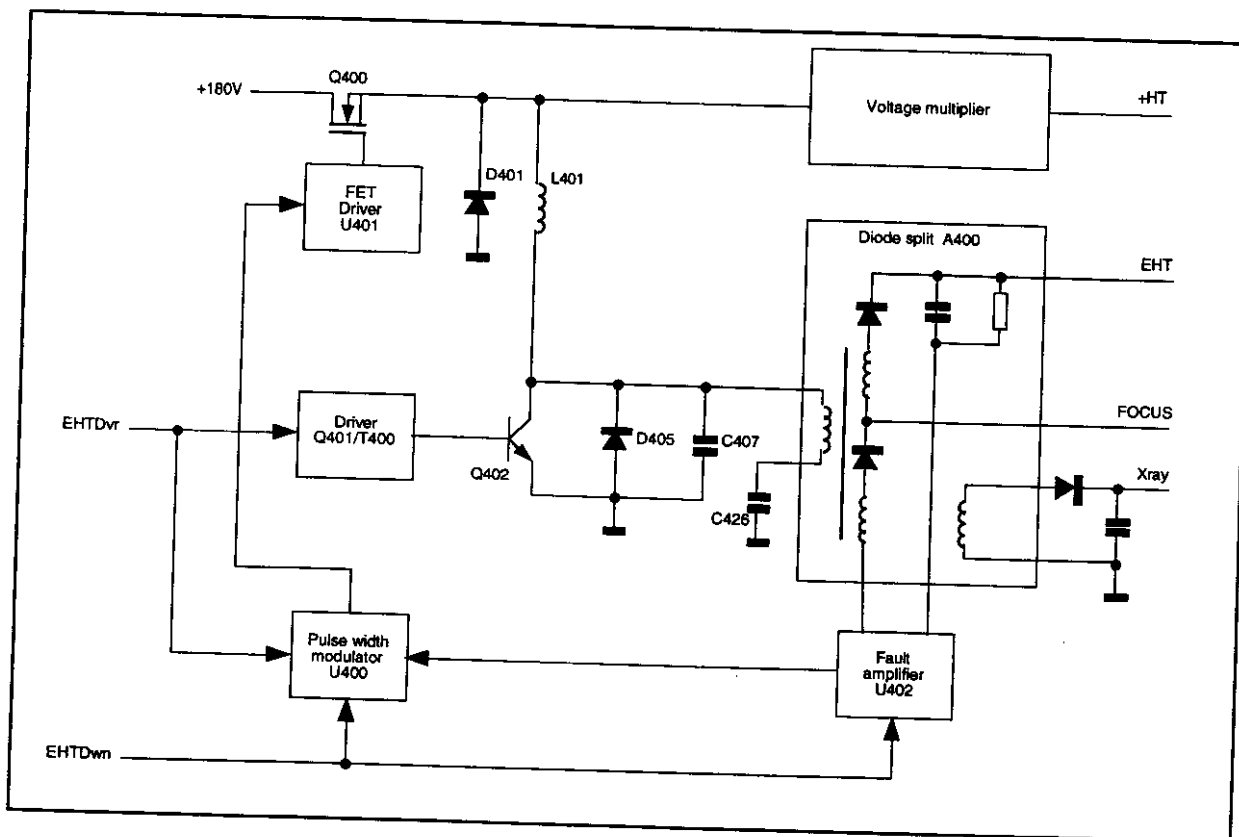 Q400
+180V
Voltage multiplier
+HT
D401
L401
FET
Driver
U401
Diode split A400
EHT
EHTDvr
Driver
Q401/T400
Q402
D405
C407
FOCUS
C426
Xray
Pulse width
modulator
U400
Fault
amplifier
U402
EHTDwn